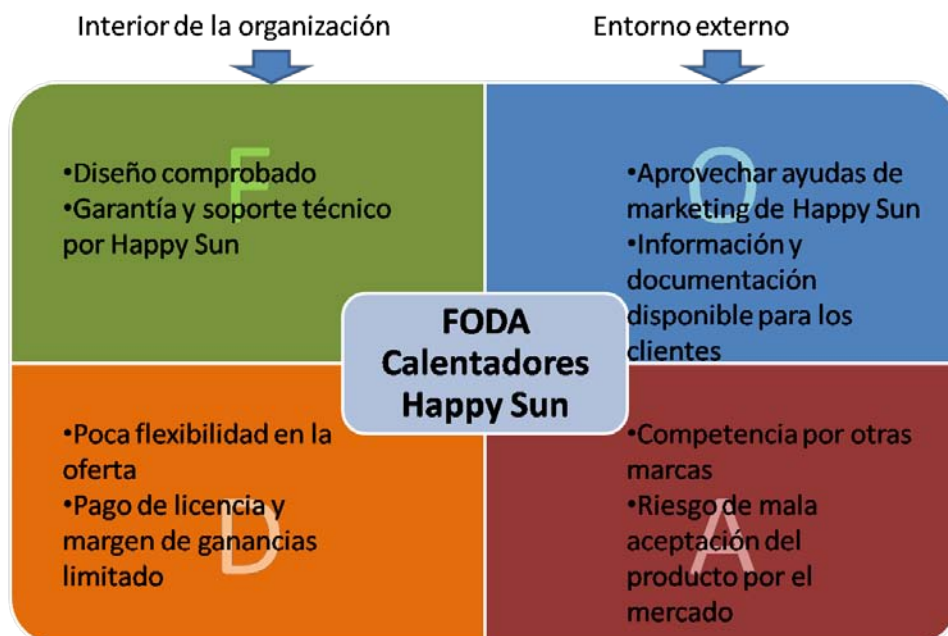 Interior de la organización
Entorno externo
F
•Diseño comprobado
•Garantía y soporte técnico
por Happy Sun
O
•Aprovechar ayudas de
marketing de Happy Sun
•Información y
documentación
disponible para los
clientes
FODA
Calentadores
Happy Sun
D
•Poca flexibilidad en la
oferta
•Pago de licencia y
margen de ganancias
limitado
A
•Competencia por otras
marcas
•Riesgo de mala
aceptación del
producto por el
mercado